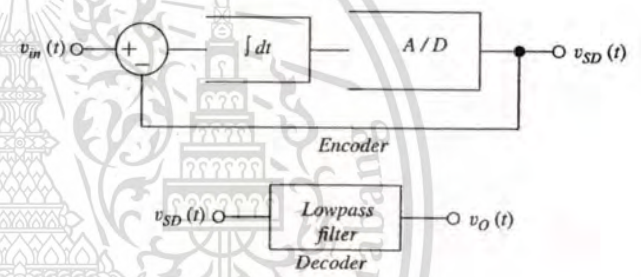 v_in (t) + − ∫ dt A / D v_SD (t)
Encoder
v_SD (t) Lowpass filter v_O (t)
Decoder